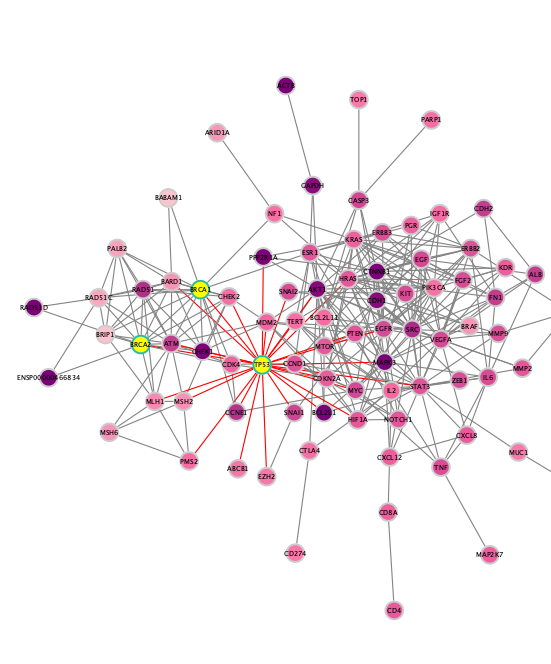 ACTB
TOP1
PARP1
ARID1A
GAPDH
BABAM1
CASP3
CDH2
NF1
IGF1R
PGR
ERBB3
KRAS
PALB2
ESR1
ERBB2
PPP2R1A
EGF
KDR
CTNNB1
ALB
HRAS
FGF2
BARD1
RAD51
BRCA1
SNAI2
AKT1
PIK3CA
KIT
RAD51C
CHEK2
CDH1
FN1
RAD51D
BCL2L11
MDM2
TERT
BRIP1
PTEN
EGFR
SRC
BRAF
MMP9
VEGFA
BRCA2
ATM
MTOR
CDK4
TP53
CCND1
MAPK3
MMP2
ENSP00000466834
CDKN2A
ZEB1
IL6
MYC
IL2
STAT3
MLH1
MSH2
CCNE1
SNAI1
BCL2L1
HIF1A
NOTCH1
MSH6
CXCL8
CTLA4
MUC1
CXCL12
PMS2
ABCB1
EZH2
TNF
CD8A
CD274
MAP2K7
CD4